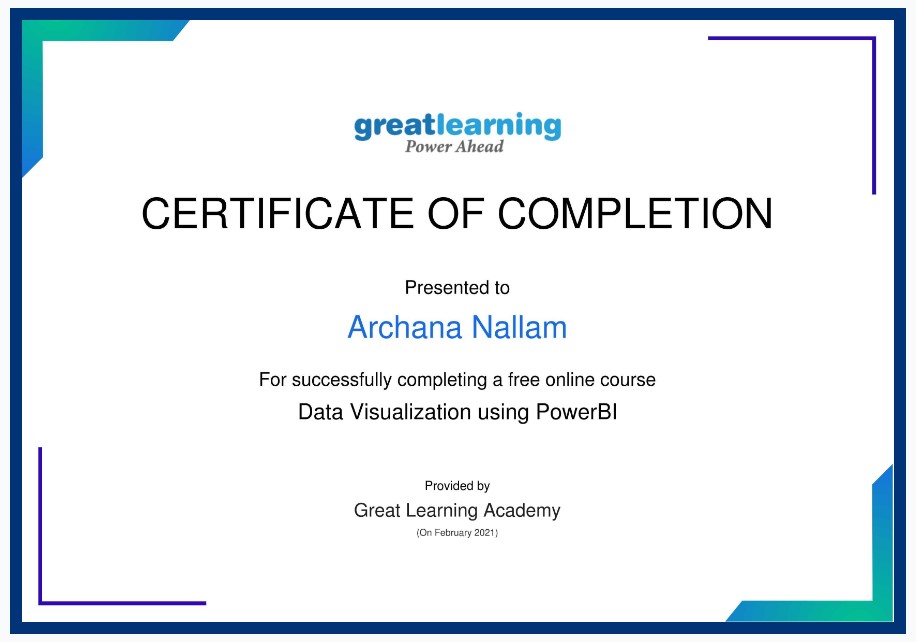 greatlearning
Power Ahead
CERTIFICATE OF COMPLETION
Presented to
Archana Nallam
For successfully completing a free online course
Data Visualization using PowerBI
Provided by
Great Learning Academy
(On February 2021)